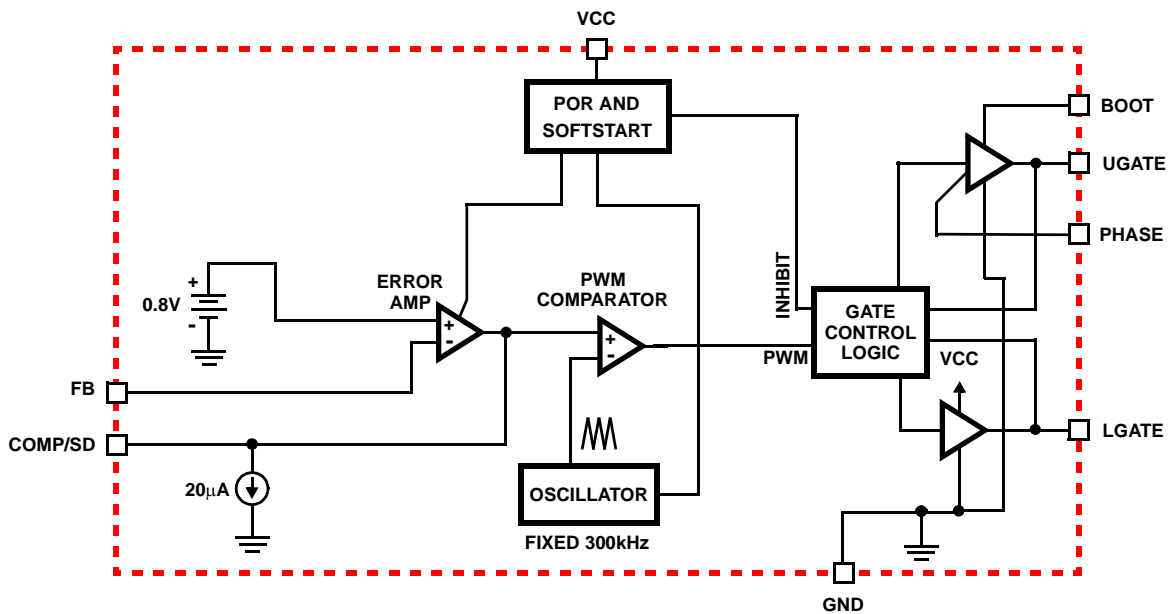 VCC
POR AND
SOFTSTART
BOOT
UGATE
PHASE
+
0.8V
-
ERROR
AMP
+
-
PWM
COMPARATOR
+
-
INHIBIT
PWM
GATE
CONTROL
LOGIC
VCC
FB
COMP/SD
20µA
OSCILLATOR
FIXED 300kHz
LGATE
GND